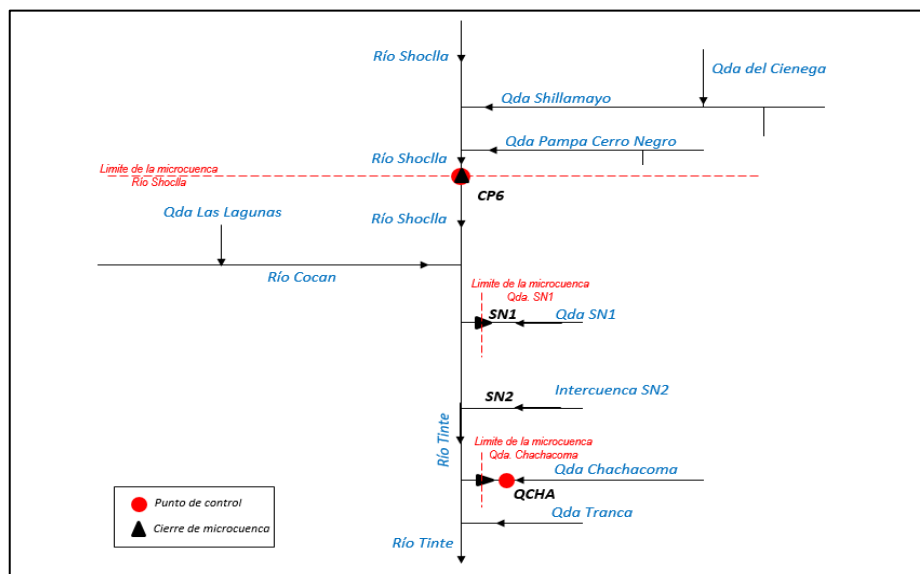 Río Shoclla
Qda del Cienega
Qda Shillamayo
Qda Pampa Cerro Negro
Río Shoclla
Limite de la microcuenca
Río Shoclla
CP6
Qda Las Lagunas
Río Shoclla
Río Cocan
Limite de la microcuenca
Qda. SN1
SN1
Qda SN1
SN2
Intercuenca SN2
Río Tinte
Limite de la microcuenca
Qda. Chachacoma
Qda Chachacoma
QCHA
Qda Tranca
Río Tinte
Punto de control
Cierre de microcuenca